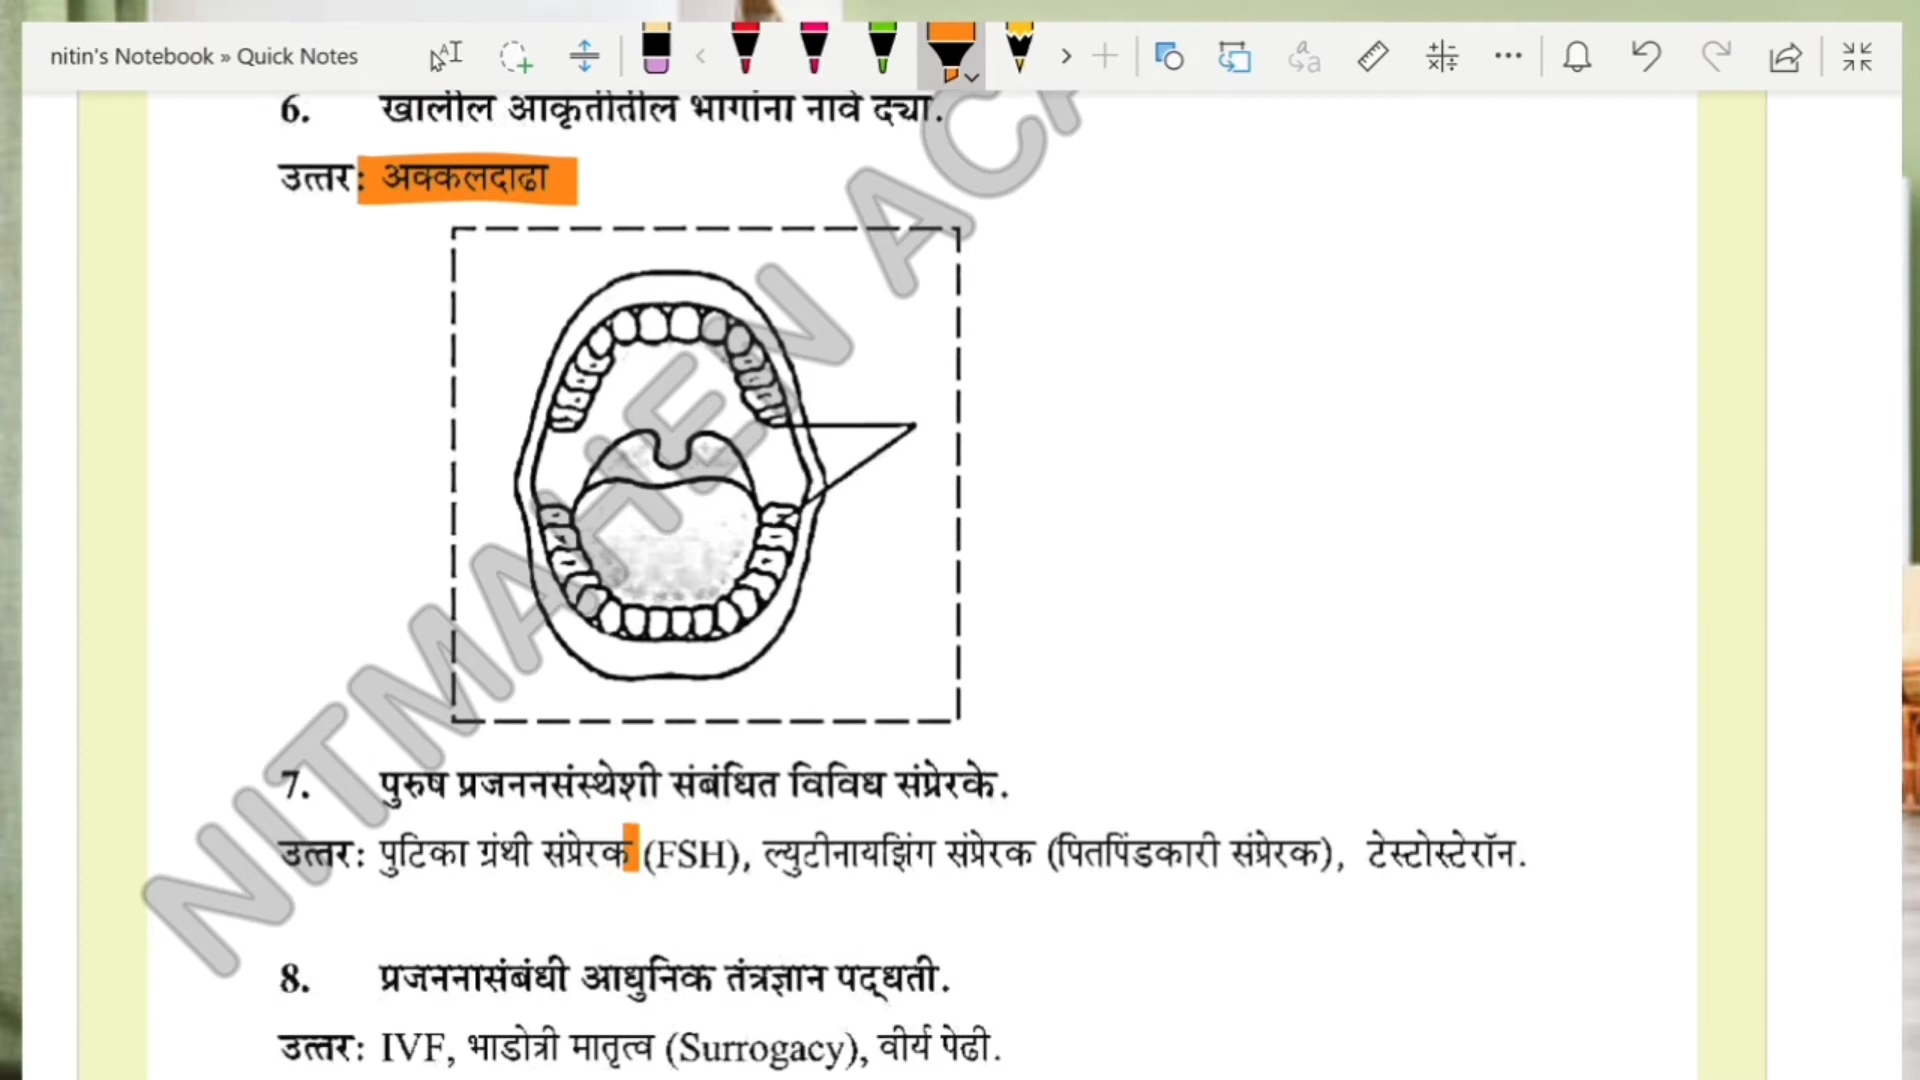 nitin's Notebook » Quick Notes
6. खालील आकृतीतील भागांना नावे द्या.
उत्तर: अक्कलदाढा
7. पुरुष प्रजननसंस्थेशी संबंधित विविध संप्रेरके.
उत्तर: पुटिका ग्रंथी संप्रेरक (FSH), ल्युटीनायझिंग संप्रेरक (पितपिंडकारी संप्रेरक), टेस्टोस्टेरॉन.
8. प्रजननासंबंधी आधुनिक तंत्रज्ञान पद्धती.
उत्तर: IVF, भाडोत्री मातृत्व (Surrogacy), वीर्य पेढी.